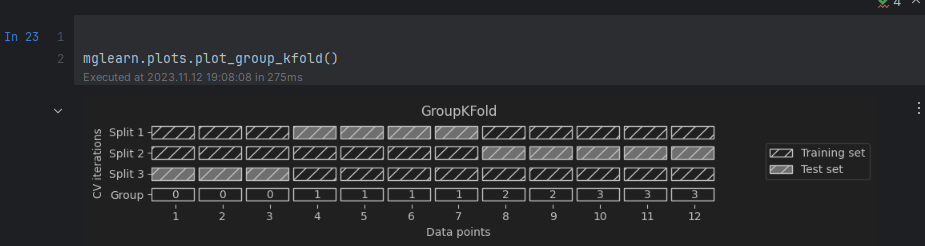 4
In 23 1
2 mglearn.plots.plot_group_kfold()
Executed at 2023.11.12 19:08:08 in 275ms
GroupKFold
CV iterations
Split 1
Split 2
Split 3
Group 0 0 0 1 1 1 1 2 2 3 3 3
1 2 3 4 5 6 7 8 9 10 11 12
Data points
Training set
Test set